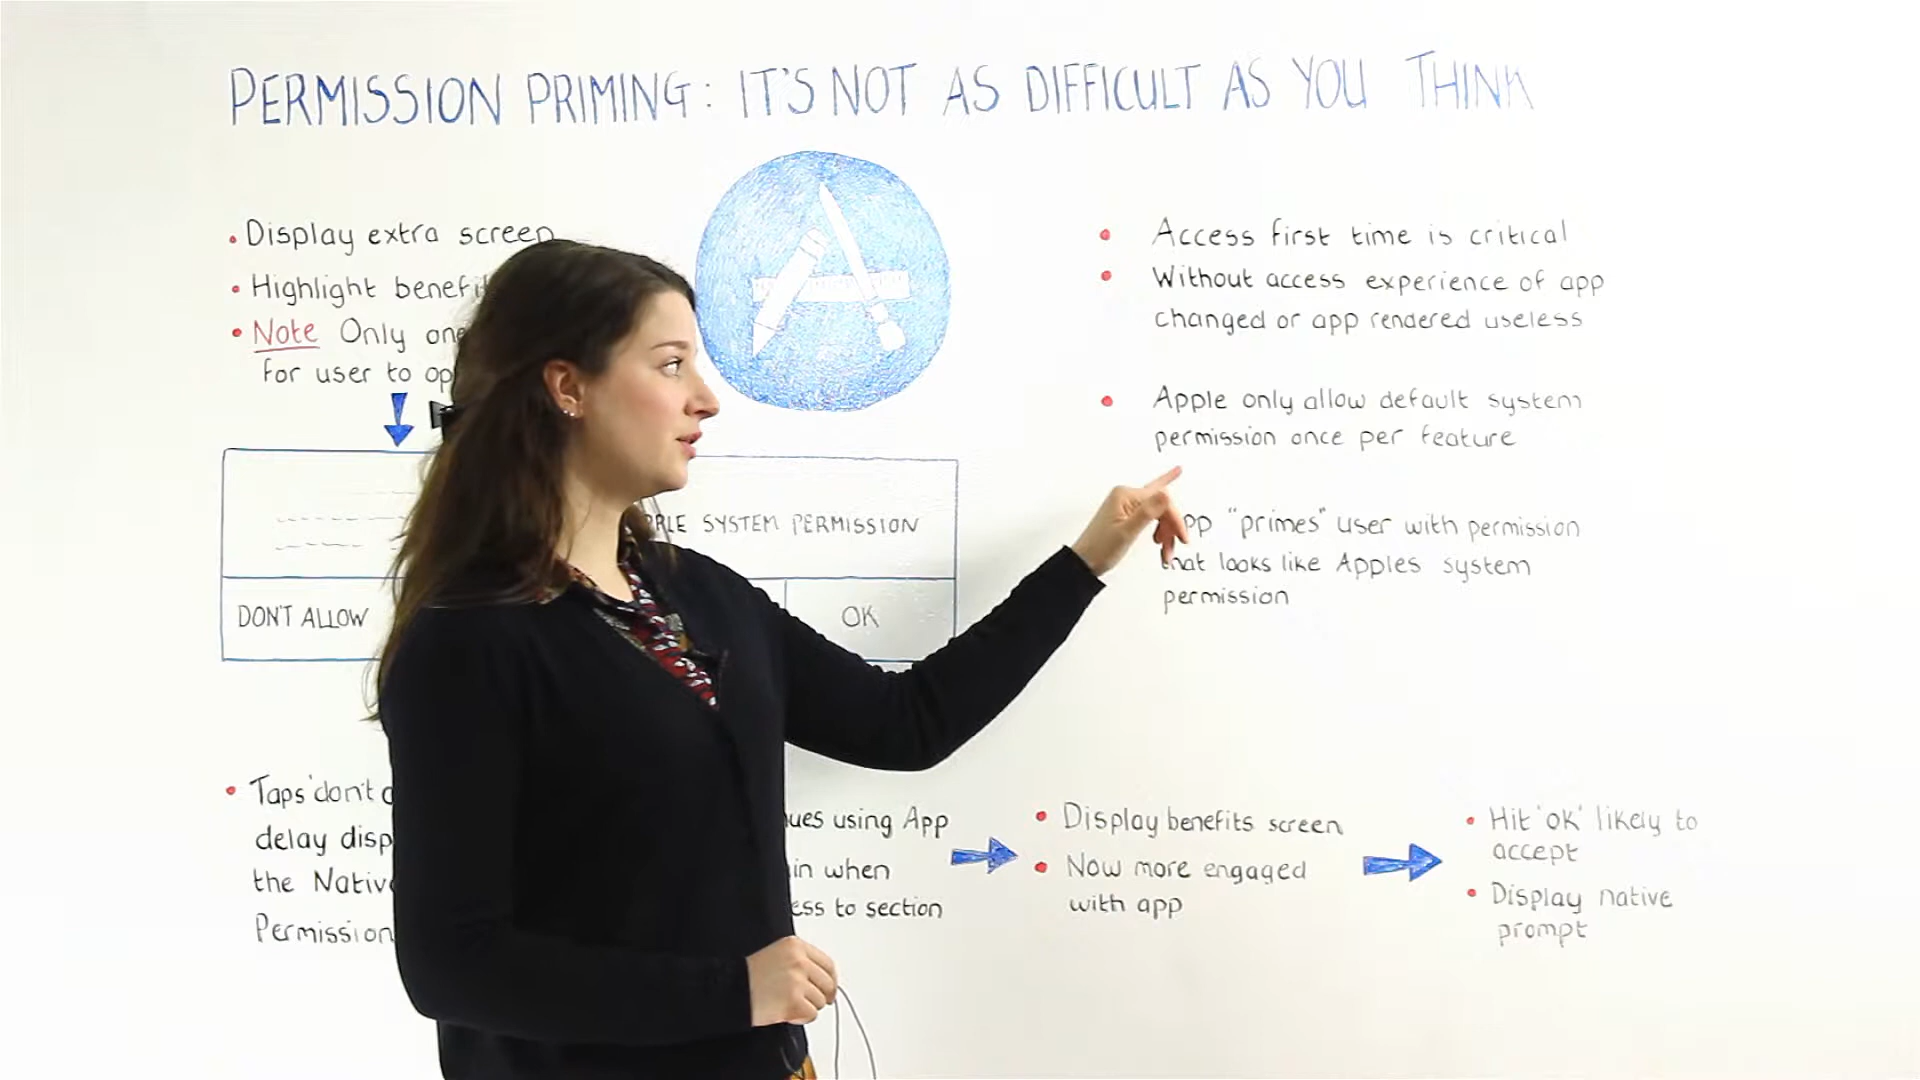 PERMISSION PRIMING: IT'S NOT AS DIFFICULT AS YOU THINK
• Display extra screen
• Highlight
• Note Only
for user to
SYSTEM PERMISSION
DON'T ALLOW
OK
• Access first time is critical
• Without access experience of app
changed or app rendered useless
• Apple only allow default system
permission once per feature
"primes" user with permission
that looks like Apples system
permission
• Taps 'don't
delay
the
Permission
using App
in when
to section
• Display benefits screen
• Now more engaged
with app
• Hit 'OK' likely to
accept
• Display native
prompt